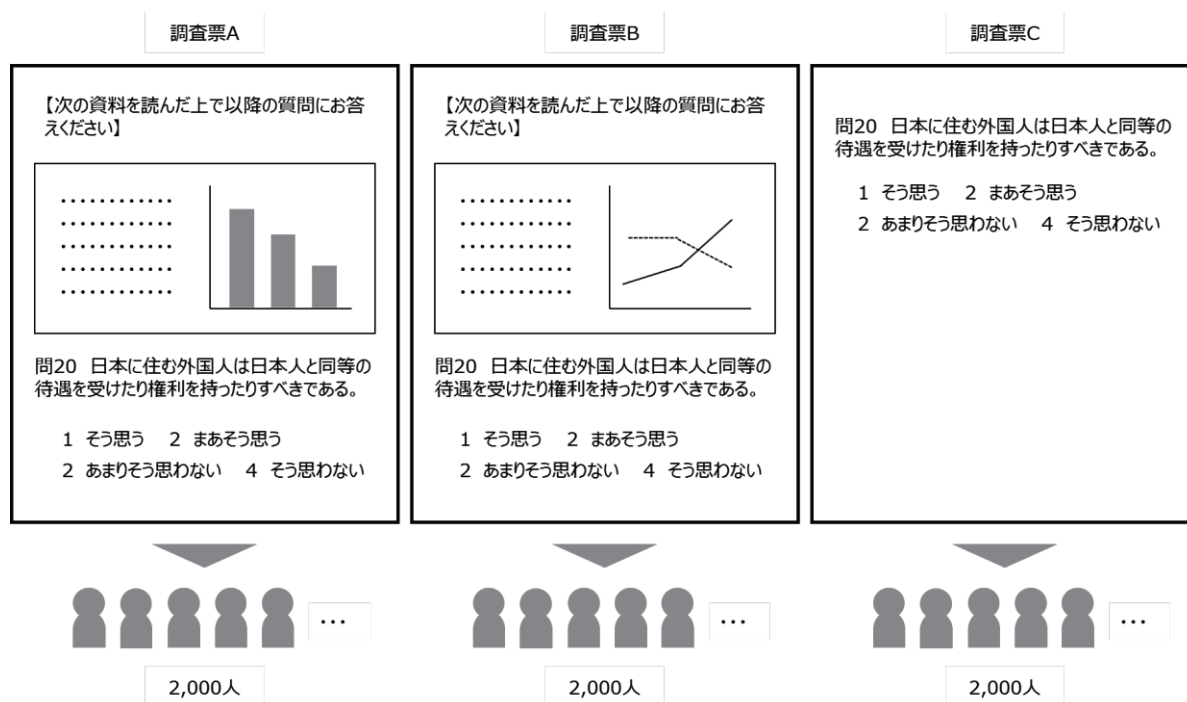 調査票A
【次の資料を読んだ上で以降の質問にお答
えください】
問20 日本に住む外国人は日本人と同等の
待遇を受けたり権利を持ったりすべきである。
1 そう思う 2 まあそう思う
2 あまりそう思わない 4 そう思わない
2,000人
調査票B
【次の資料を読んだ上で以降の質問にお答
えください】
問20 日本に住む外国人は日本人と同等の
待遇を受けたり権利を持ったりすべきである。
1 そう思う 2 まあそう思う
2 あまりそう思わない 4 そう思わない
2,000人
調査票C
問20 日本に住む外国人は日本人と同等の
待遇を受けたり権利を持ったりすべきである。
1 そう思う 2 まあそう思う
2 あまりそう思わない 4 そう思わない
2,000人